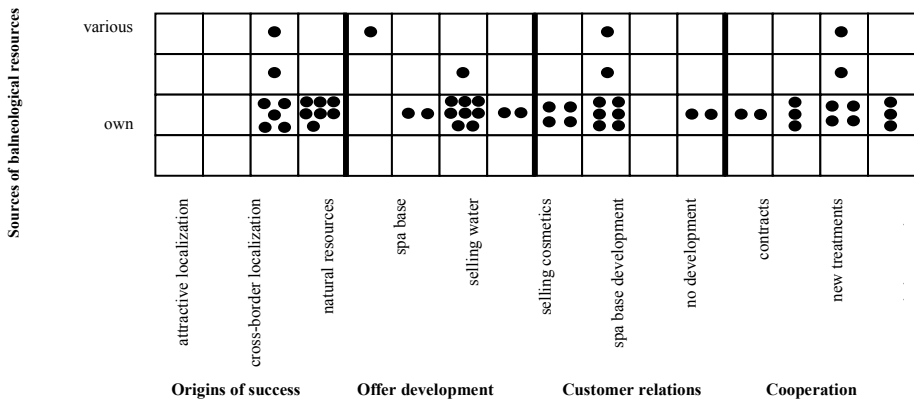 Sources of balneological resources
various
own
attractive localization
cross-border localization
natural resources
spa base
selling water
selling cosmetics
spa base development
no development
contracts
new treatments
Origins of success
Offer development
Customer relations
Cooperation